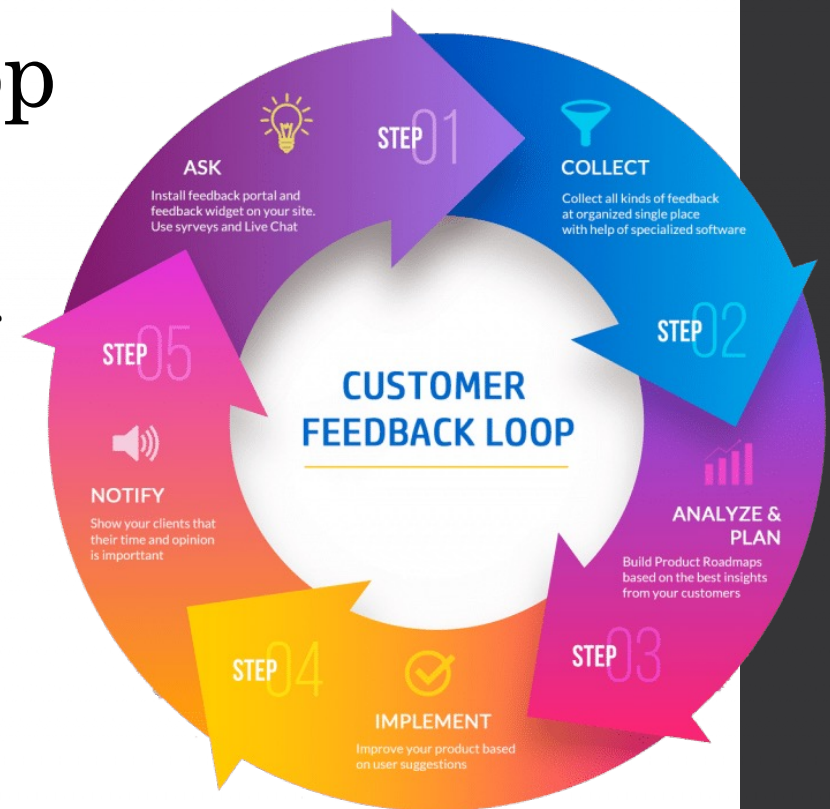 op
.
STEP 01
ASK
Install feedback portal and
feedback widget on your site.
Use syrveys and Live Chat
COLLECT
Collect all kinds of feedback
at organized single place
with help of specialized software
STEP 02
CUSTOMER
FEEDBACK LOOP
ANALYZE &
PLAN
Build Product Roadmaps
based on the best insights
from your customers
STEP 03
STEP 04
IMPLEMENT
Improve your product based
on user suggestions
STEP 05
NOTIFY
Show your clients that
their time and opinion
is importtant